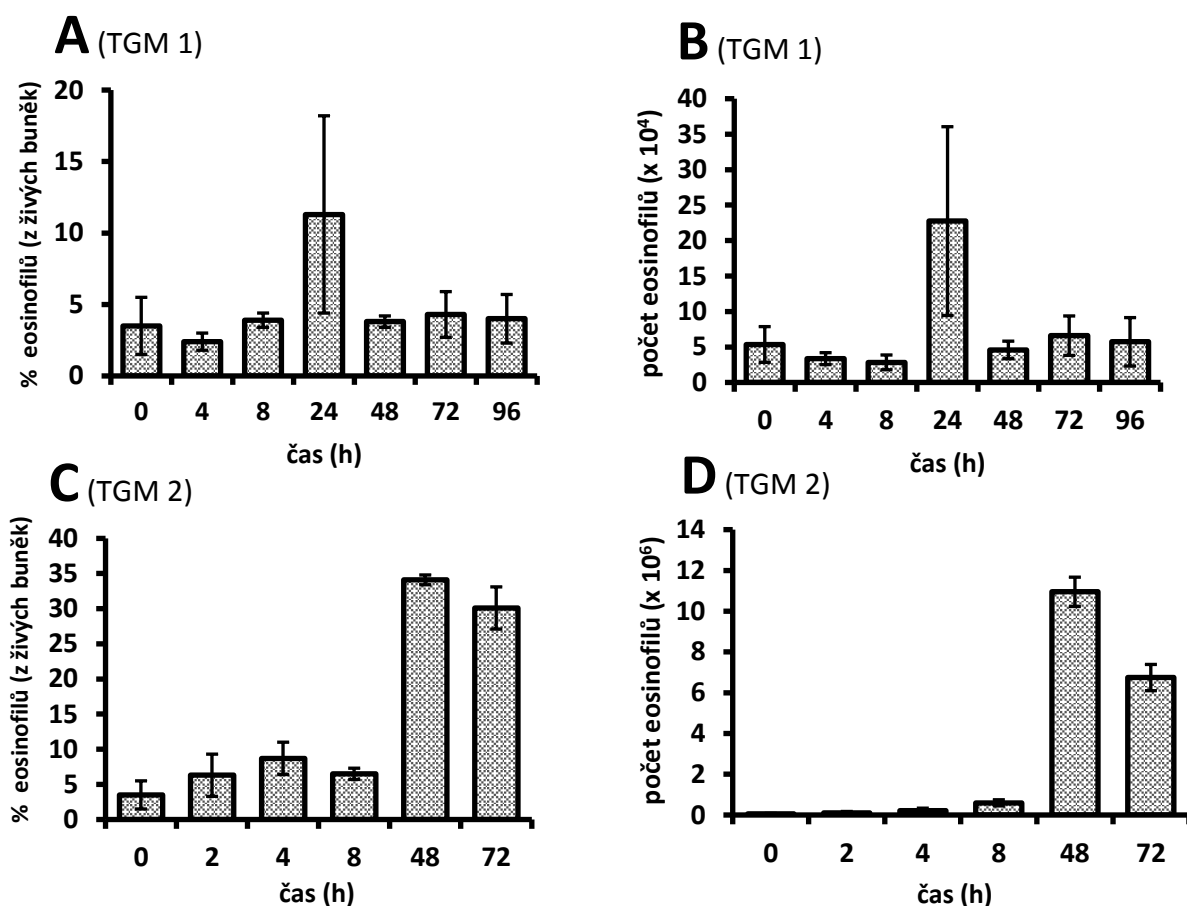 A (TGM 1)
% eosinofilů (z živých buněk)
20
15
10
5
0
0 4 8 24 48 72 96
čas (h)
B (TGM 1)
počet eosinofilů (x 10⁴)
40
35
30
25
20
15
10
5
0
0 4 8 24 48 72 96
čas (h)
C (TGM 2)
% eosinofilů (z živých buněk)
40
35
30
25
20
15
10
5
0
0 2 4 8 48 72
čas (h)
D (TGM 2)
počet eosinofilů (x 10⁶)
14
12
10
8
6
4
2
0
0 2 4 8 48 72
čas (h)